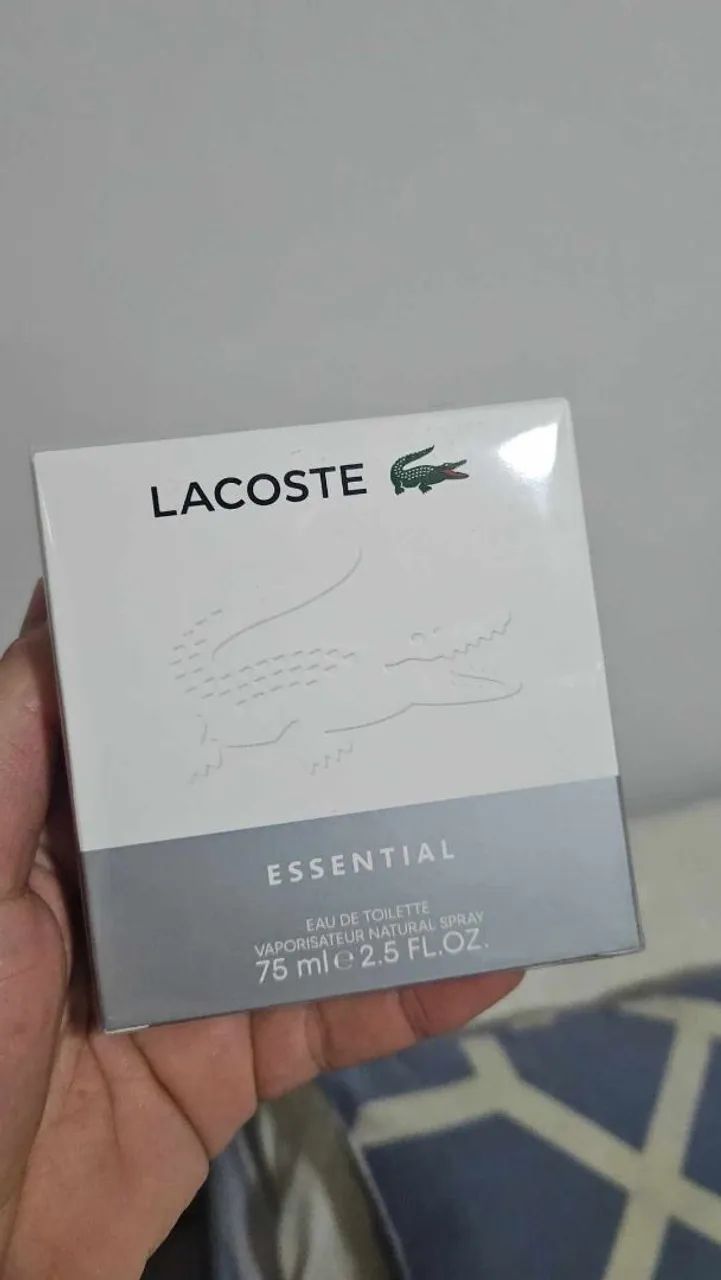 LACOSTE
ESSENTIAL
EAU DE TOILETTE
VAPORISATEUR NATURAL SPRAY
75 ml e 2.5 FL.OZ.